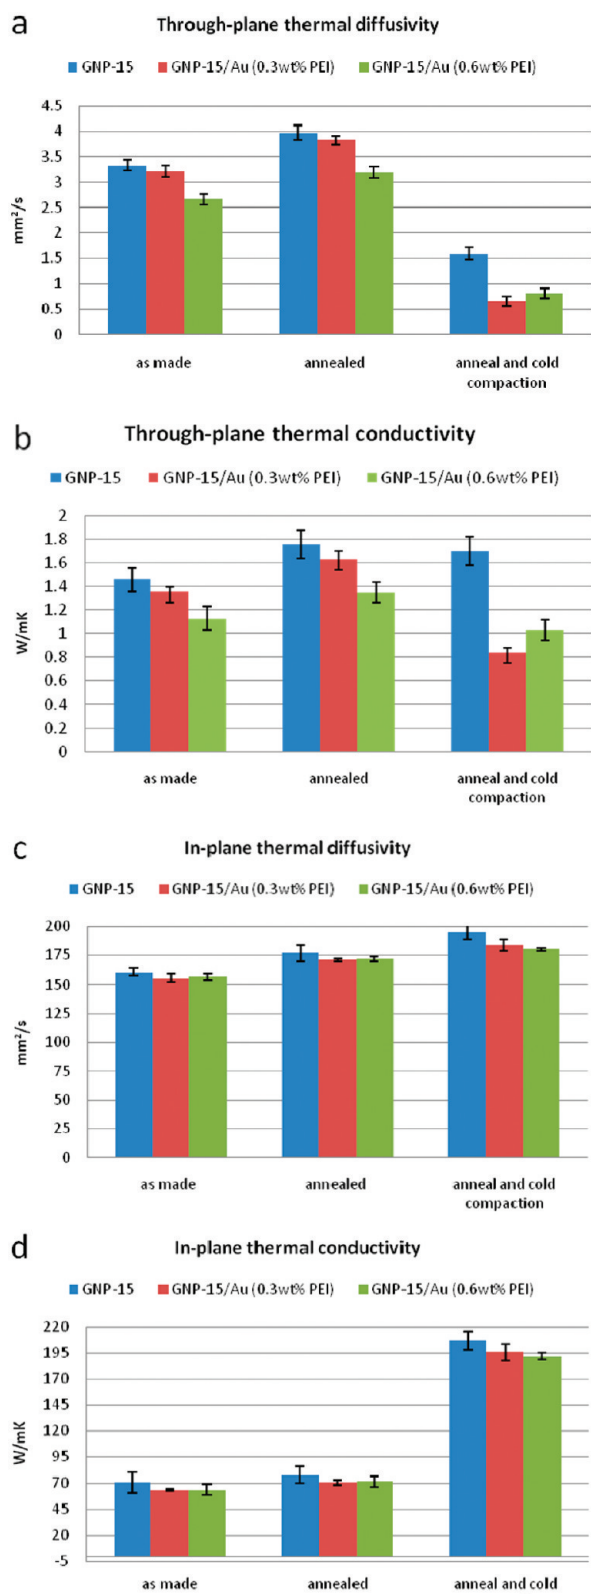 a
Through-plane thermal diffusivity
GNP-15 GNP-15/Au (0.3wt% PEI) GNP-15/Au (0.6wt% PEI)
4.5
4
3.5
3
2.5
2
1.5
1
0.5
0
mm²/s
as made annealed anneal and cold
compaction
b
Through-plane thermal conductivity
GNP-15 GNP-15/Au (0.3wt% PEI) GNP-15/Au (0.6wt% PEI)
2
1.8
1.6
1.4
1.2
1
0.8
0.6
0.4
0.2
0
W/mK
as made annealed anneal and cold
compaction
c
In-plane thermal diffusivity
GNP-15 GNP-15/Au (0.3wt% PEI) GNP-15/Au (0.6wt% PEI)
200
175
150
125
100
75
50
25
0
mm²/s
as made annealed anneal and cold
compaction
d
In-plane thermal conductivity
GNP-15 GNP-15/Au (0.3wt% PEI) GNP-15/Au (0.6wt% PEI)
220
195
170
145
120
95
70
45
20
-5
W/mK
as made annealed anneal and cold